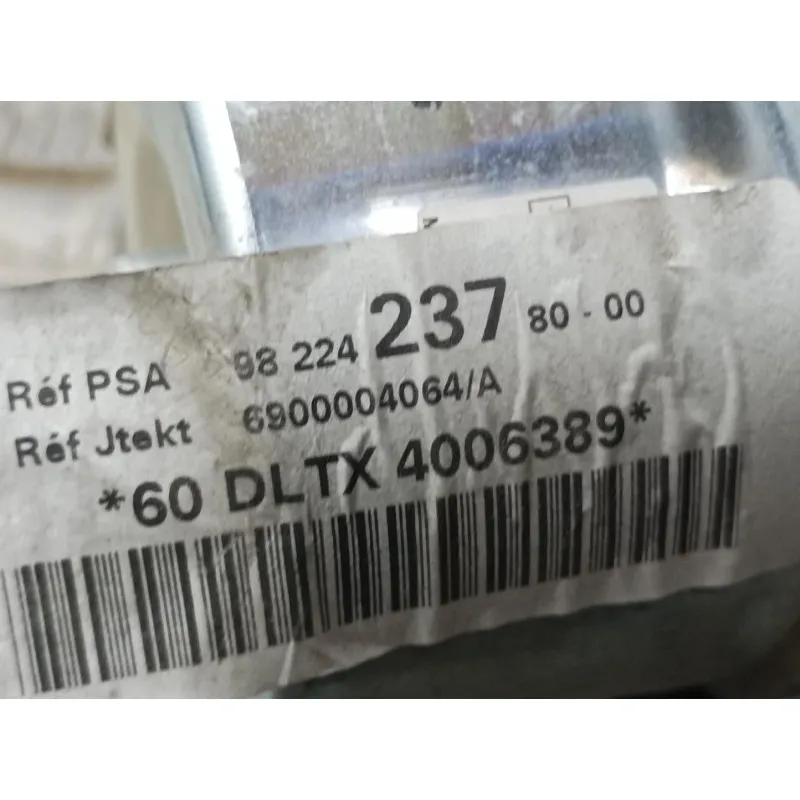 Réf PSA 98 224 237 80 - 00
Réf Jtekt 6900004064/A
*60 DLTX 4006389*